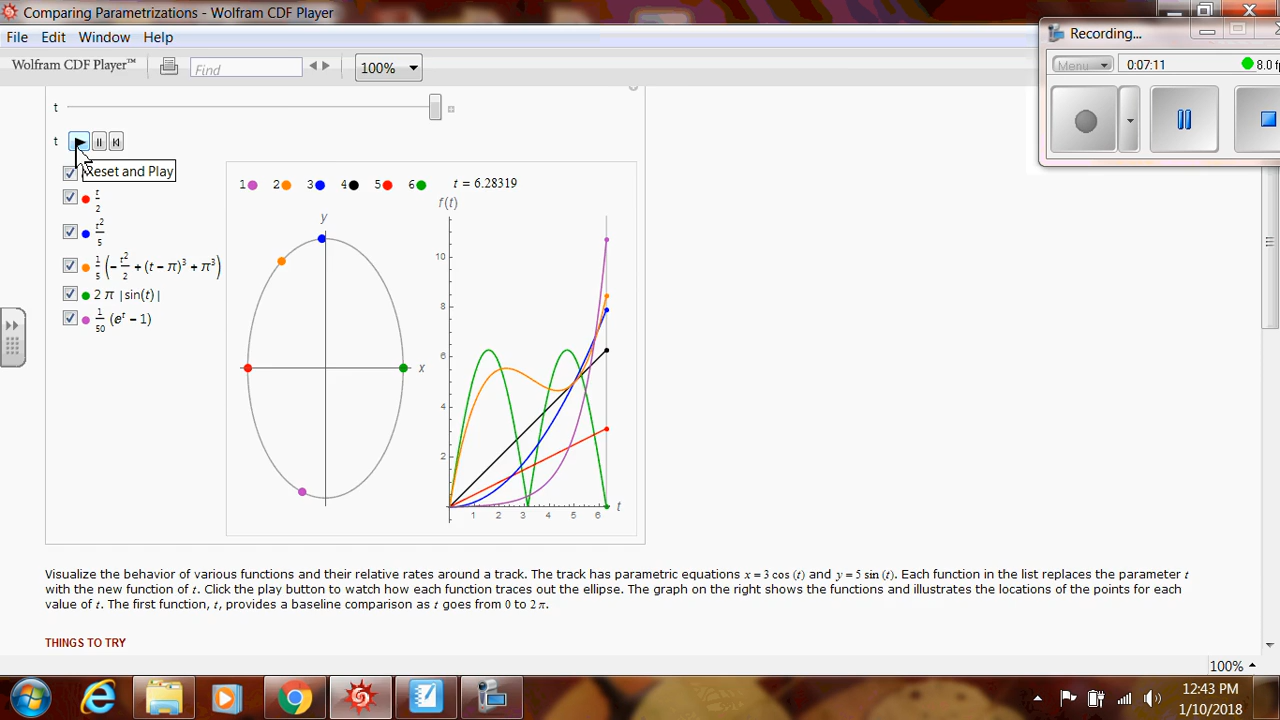 Comparing Parametrizations - Wolfram CDF Player
File Edit Window Help
Wolfram CDF Player™ Find 100%
Recording...
Menu 0:07:11 8.0 f
t
t
Reset and Play
t/2
t²/5
1/5 (-t²/2 + (t − π)³ + π³)
2 π |sin(t)|
1/50 (e^t − 1)
1 2 3 4 5 6 t = 6.28319
y
x
f(t)
10
8
6
4
2
1 2 3 4 5 6 t
Visualize the behavior of various functions and their relative rates around a track. The track has parametric equations x = 3 cos (t) and y = 5 sin (t). Each function in the list replaces the parameter t
with the new function of t. Click the play button to watch how each function traces out the ellipse. The graph on the right shows the functions and illustrates the locations of the points for each
value of t. The first function, t, provides a baseline comparison as t goes from 0 to 2 π.
THINGS TO TRY
100%
12:43 PM
1/10/2018